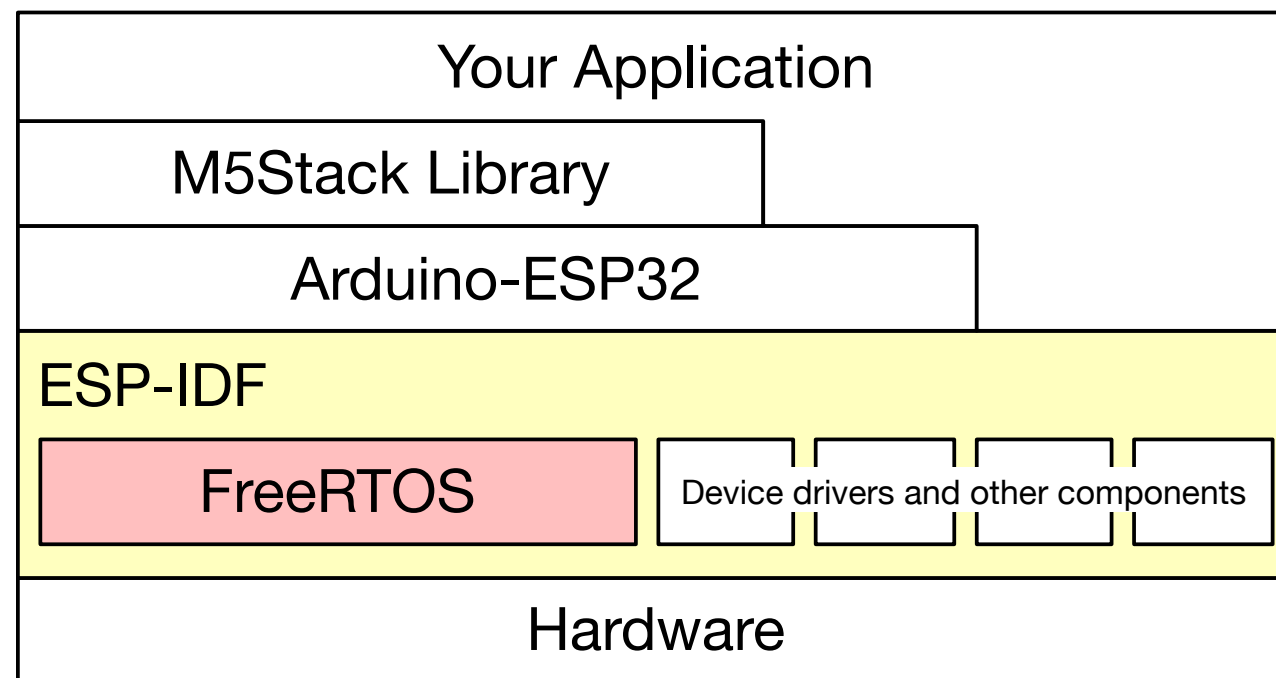 Your Application
M5Stack Library
Arduino-ESP32
ESP-IDF
FreeRTOS
Device drivers and other components
Hardware